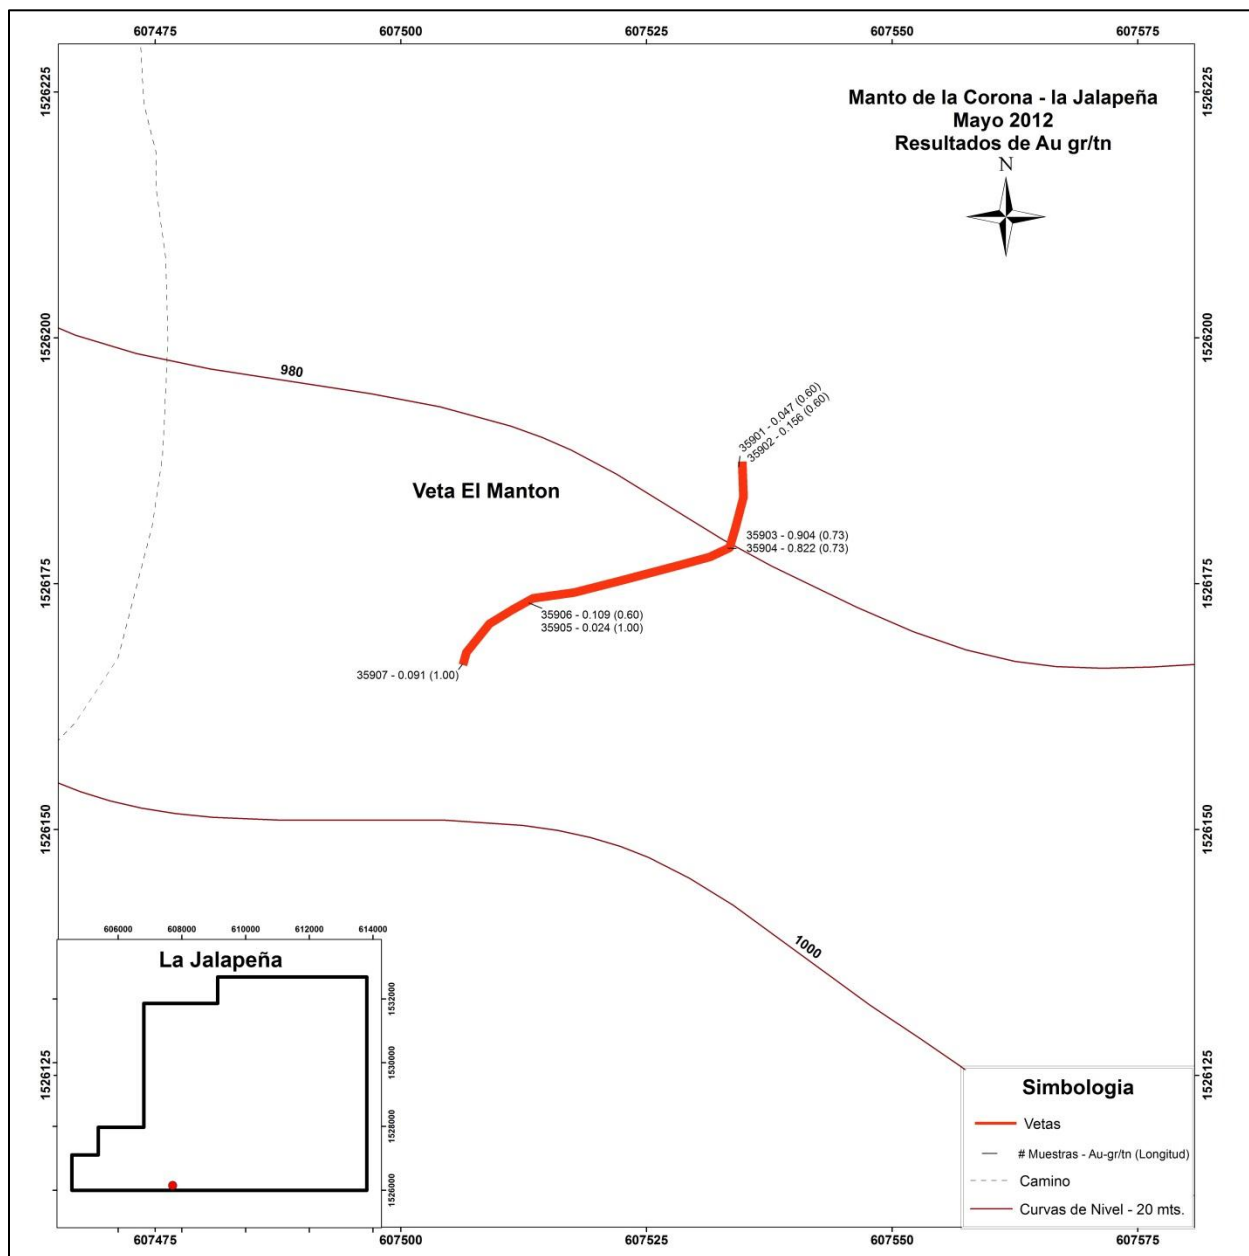 607475 607500 607525 607550 607575
1526225 1526225
Manto de la Corona - la Jalapeña
Mayo 2012
Resultados de Au gr/tn
N
1526200 1526200
980
35901 - 0.047 (0.60)
35902 - 0.156 (0.60)
Veta El Manton
35903 - 0.904 (0.73)
35904 - 0.822 (0.73)
1526175 1526175
35906 - 0.109 (0.60)
35905 - 0.024 (1.00)
35907 - 0.091 (1.00)
1526150 1526150
1000
606000 608000 610000 612000 614000
La Jalapeña
1532000
1530000
1528000
1526000
1526125 1526125
Simbologia
Vetas
# Muestras - Au-gr/tn (Longitud)
Camino
Curvas de Nivel - 20 mts.
607475 607500 607525 607550 607575